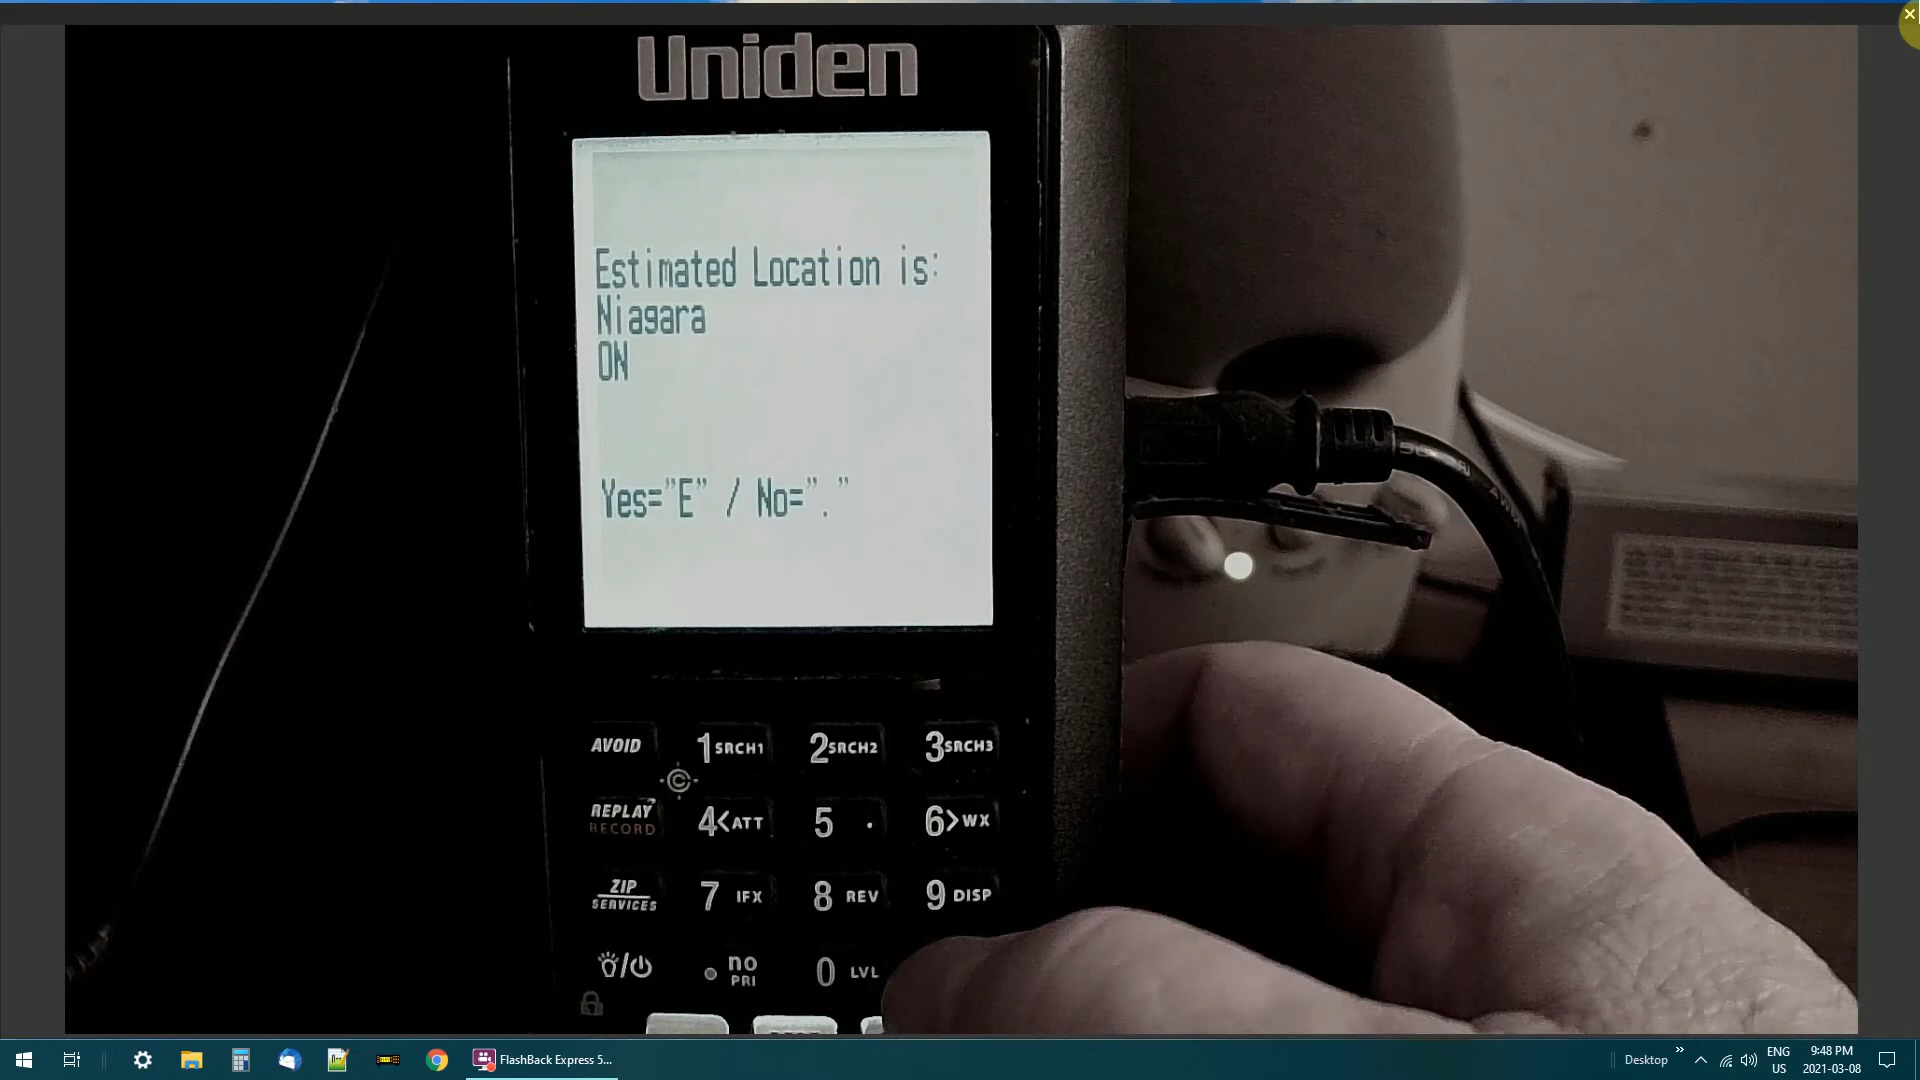 Uniden
Estimated Location is:
Niagara
ON
Yes="E" / No="."
AVOID
1 SRCH1
2 SRCH2
3 SRCH3
REPLAY
RECORD
4<ATT
5 .
6>WX
ZIP
SERVICES
7 IFX
8 REV
9 DISP
. no
PRI
0 LVL
FlashBack Express 5...
Desktop
ENG
US
9:48 PM
2021-03-08